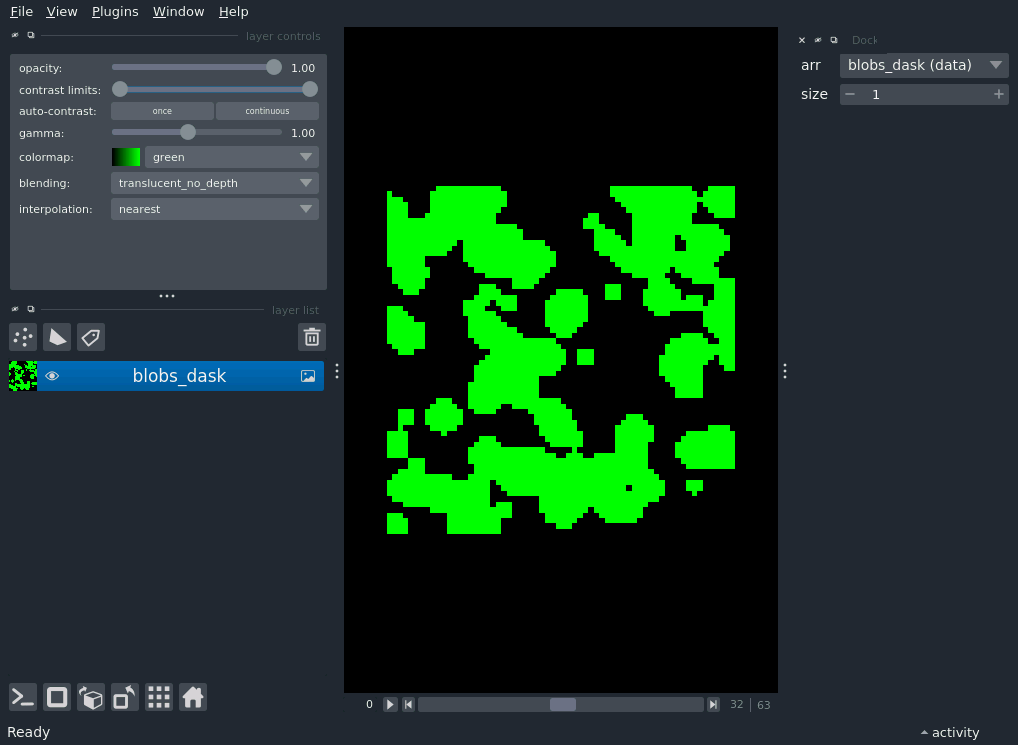 File View Plugins Window Help
layer controls
opacity: 1.00
contrast limits:
auto-contrast: once continuous
gamma: 1.00
colormap: green
blending: translucent_no_depth
interpolation: nearest
layer list
blobs_dask
Dock
arr blobs_dask (data)
size 1
0 32 | 63
Ready
activity